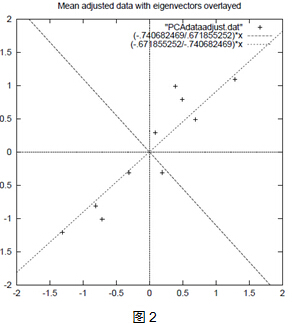 Mean adjusted data with eigenvectors overlayed
"PCAdataadjust.dat"
(-.740682469/.671855252)*x
(-.671855252/-.740682469)*x
2
1.5
1
0.5
0
-0.5
-1
-1.5
-2
-2 -1.5 -1 -0.5 0 0.5 1 1.5 2
图 2